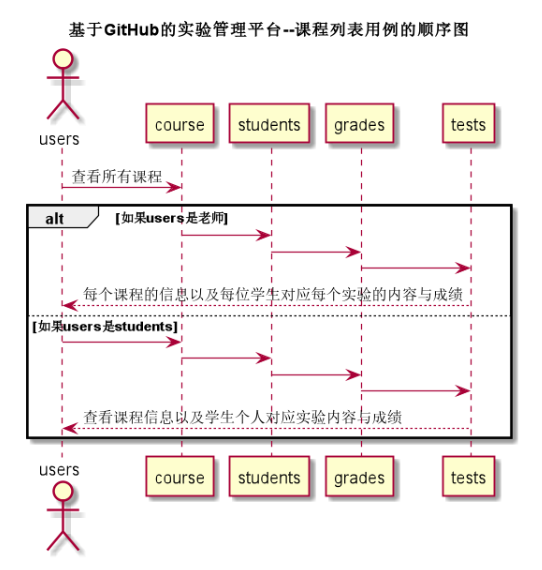 基于GitHub的实验管理平台--课程列表用例的顺序图
users
course
students
grades
tests
查看所有课程
alt
[如果users是老师]
每个课程的信息以及每位学生对应每个实验的内容与成绩
[如果users是students]
查看课程信息以及学生个人对应实验内容与成绩
users
course
students
grades
tests